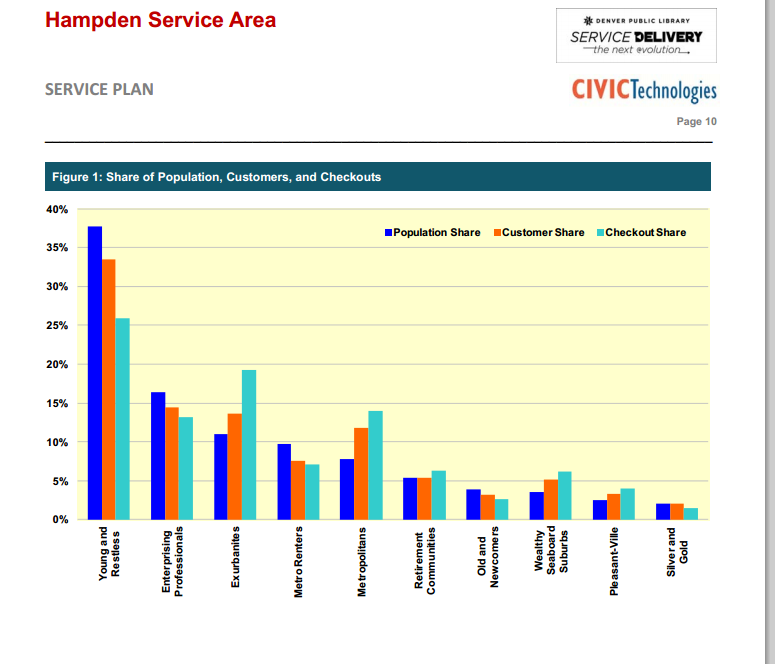 Hampden Service Area
DENVER PUBLIC LIBRARY
SERVICE DELIVERY
the next evolution
SERVICE PLAN
CIVICTechnologies
Page 10
Figure 1: Share of Population, Customers, and Checkouts
40%
35%
30%
25%
20%
15%
10%
5%
0%
Population Share
Customer Share
Checkout Share
Young and
Restless
Enterprising
Professionals
Exurbanites
Metro Renters
Metropolitans
Retirement
Communities
Old and
Newcomers
Wealthy
Seaboard
Suburbs
Pleasant-Ville
Silver and
Gold